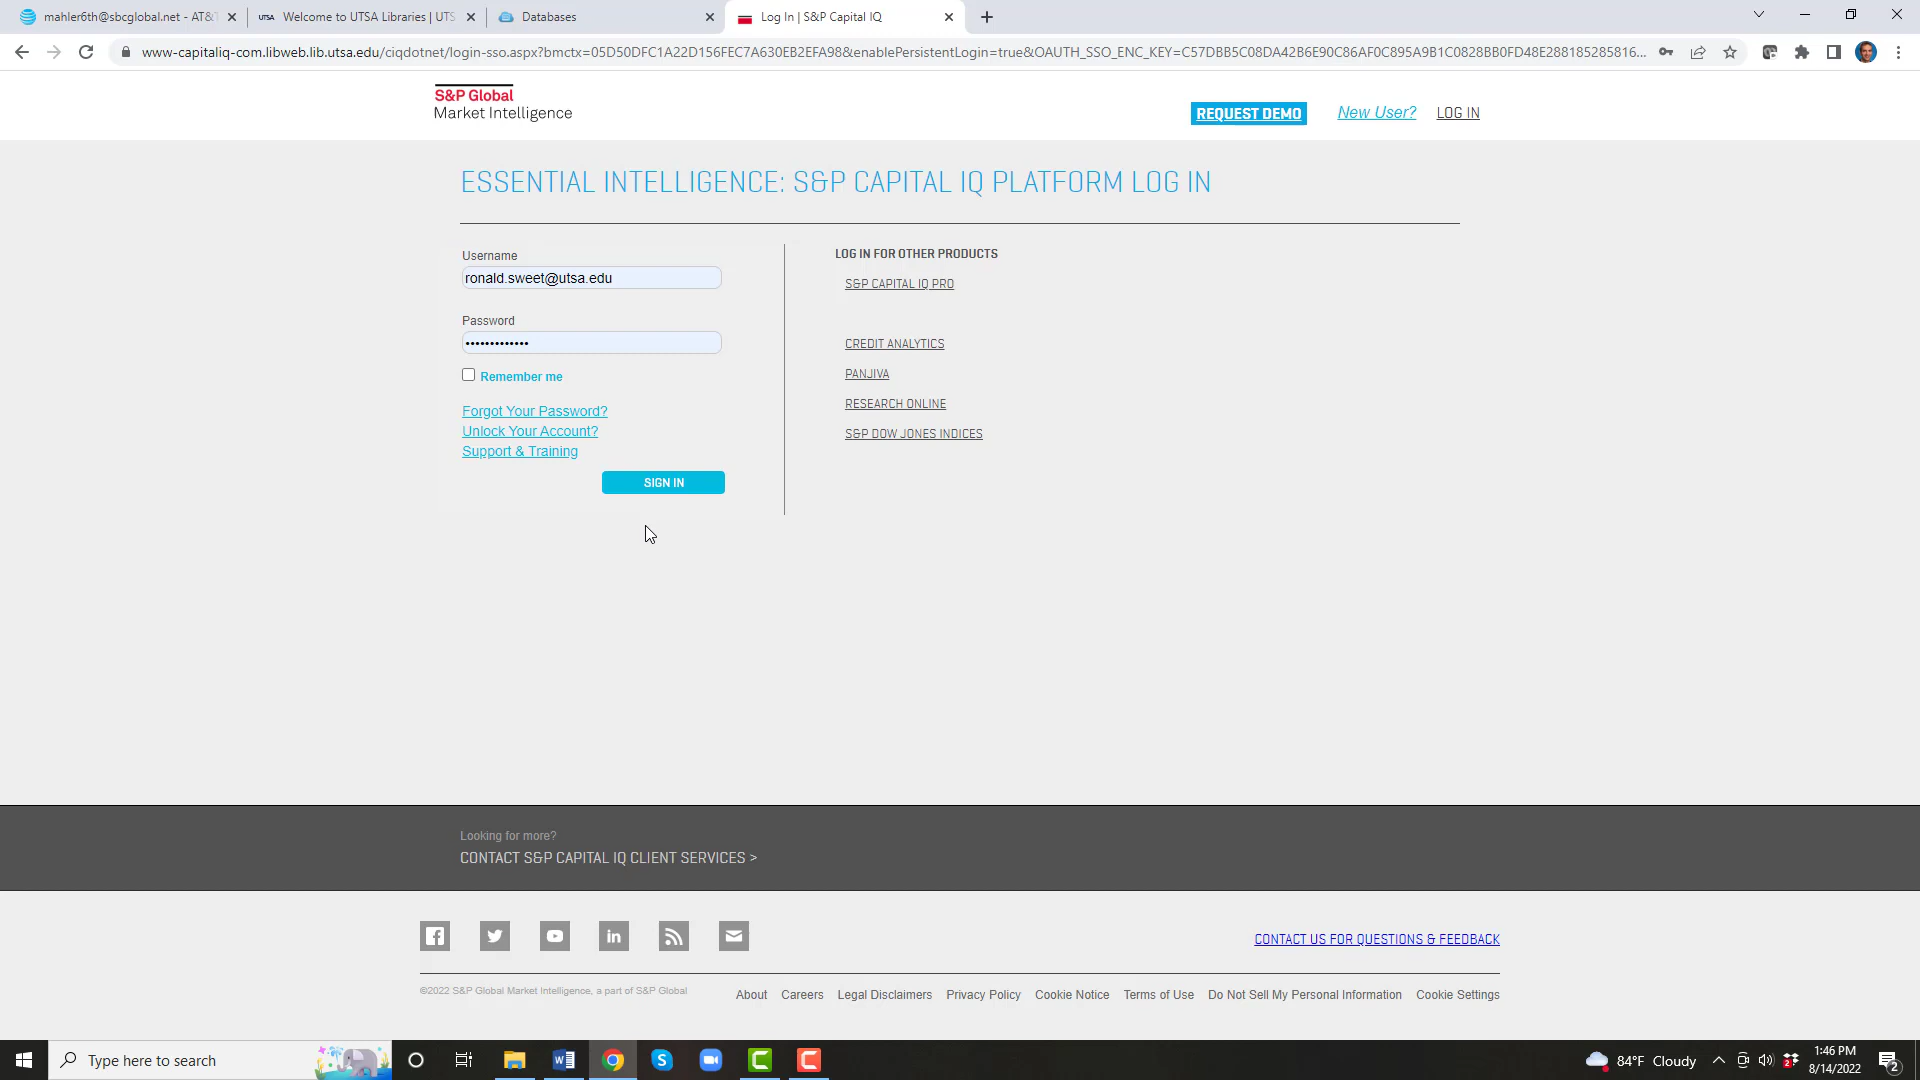 mahler6th@sbcglobal.net - AT&T
Welcome to UTSA Libraries | UTS
Databases
Log In | S&P Capital IQ
www-capitaliq-com.libweb.lib.utsa.edu/ciqdotnet/login-sso.aspx?bmctx=05D50DFC1A22D156FEC7A630EB2EFA98&enablePersistentLogin=true&OAUTH_SSO_ENC_KEY=C57DBB5C08DA42B6E90C86AF0C895A9B1C0828BB0FD48E288185285816...
S&P Global
Market Intelligence
REQUEST DEMO
New User?
LOG IN
ESSENTIAL INTELLIGENCE: S&P CAPITAL IQ PLATFORM LOG IN
Username
ronald.sweet@utsa.edu
Password
•••••••••••••
Remember me
Forgot Your Password?
Unlock Your Account?
Support & Training
SIGN IN
LOG IN FOR OTHER PRODUCTS
S&P CAPITAL IQ PRO
CREDIT ANALYTICS
PANJIVA
RESEARCH ONLINE
S&P DOW JONES INDICES
Looking for more?
CONTACT S&P CAPITAL IQ CLIENT SERVICES >
CONTACT US FOR QUESTIONS & FEEDBACK
©2022 S&P Global Market Intelligence, a part of S&P Global
About Careers Legal Disclaimers Privacy Policy Cookie Notice Terms of Use Do Not Sell My Personal Information Cookie Settings
Type here to search
84°F Cloudy
1:46 PM
8/14/2022
2